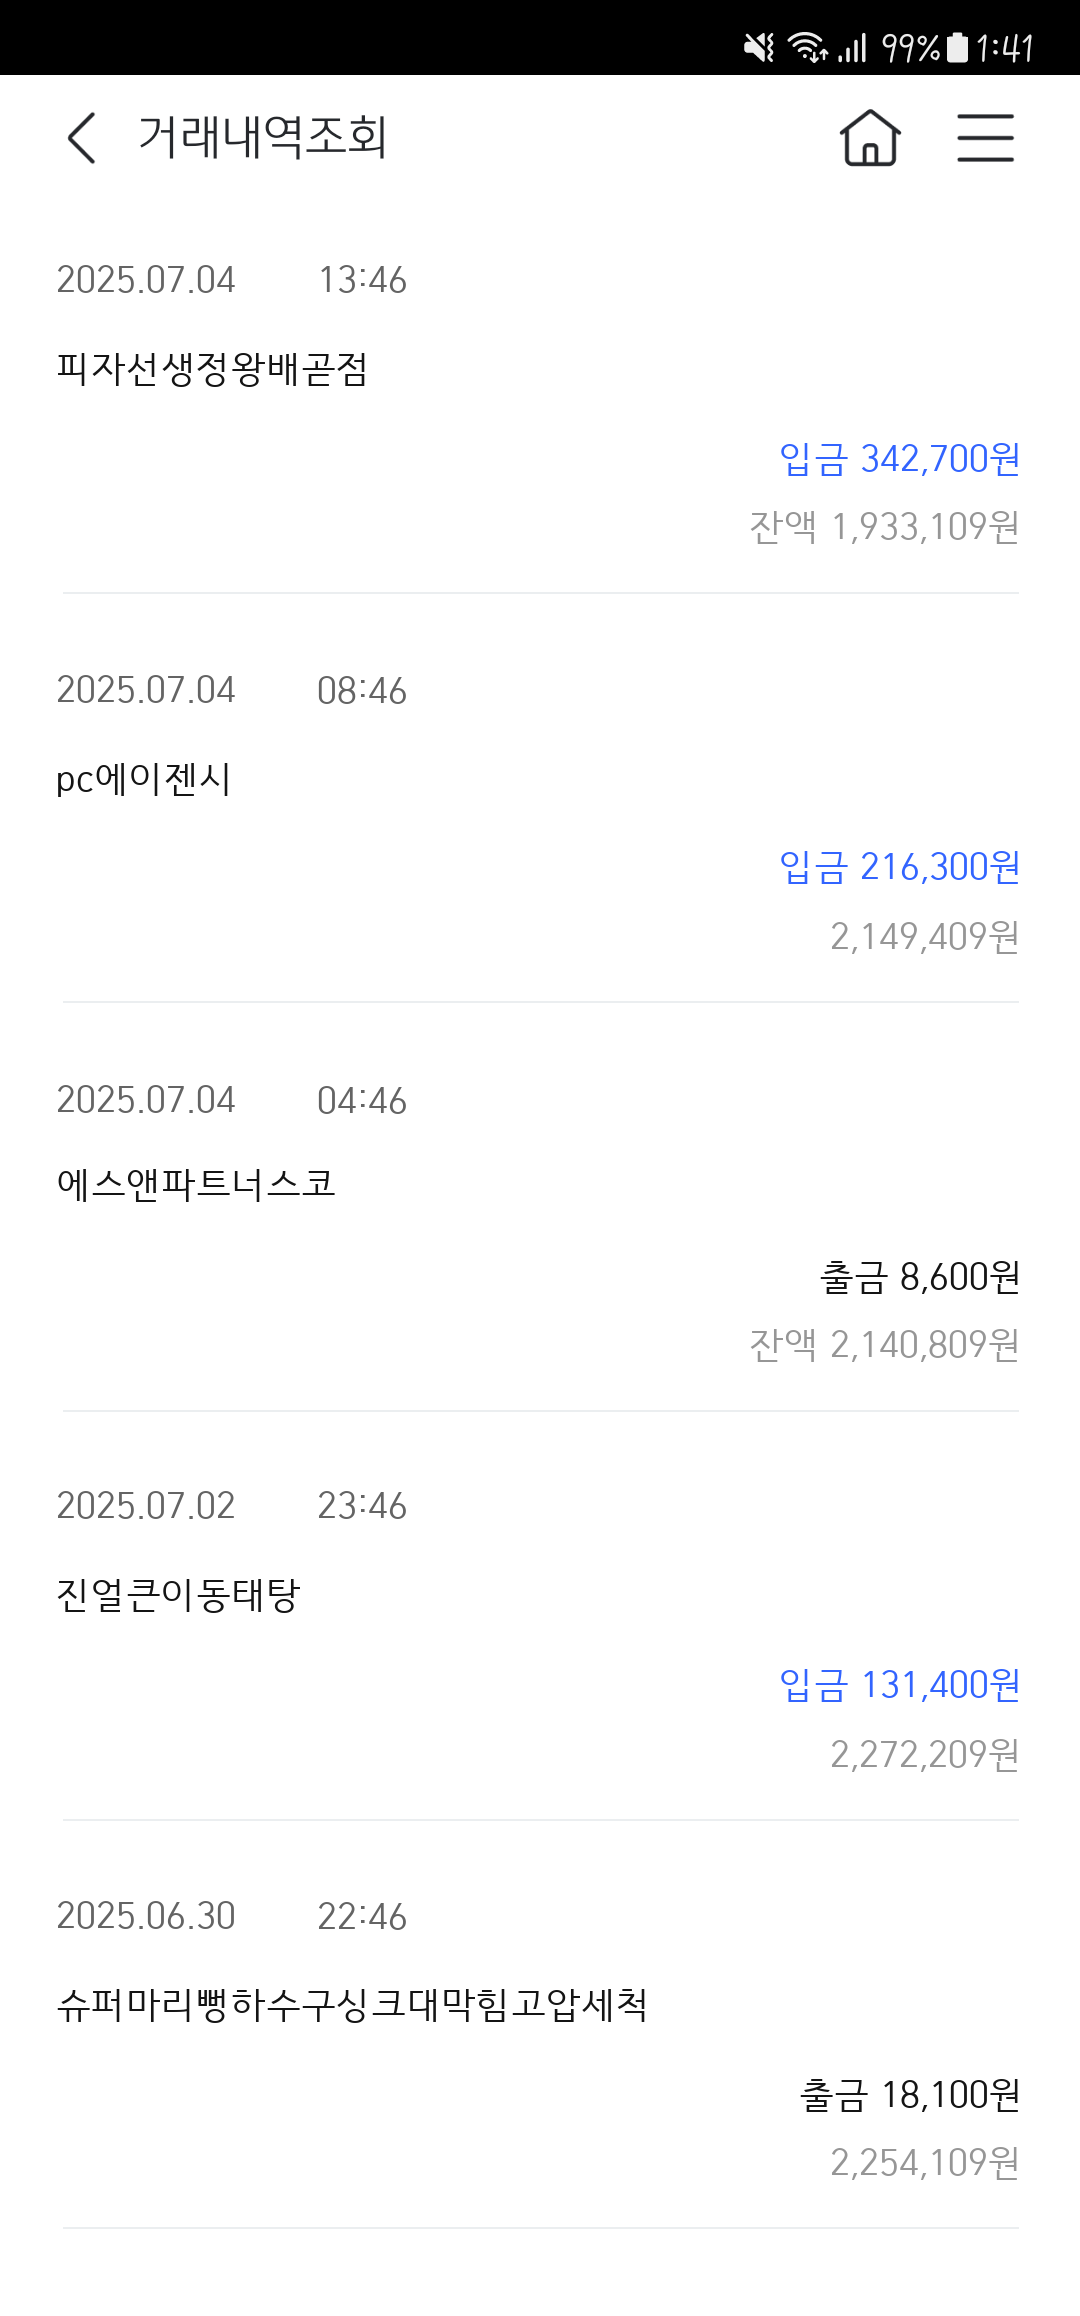 99% 1:41
거래내역조회
2025.07.04 13:46
피자선생정왕배곧점
입금 342,700원
잔액 1,933,109원
2025.07.04 08:46
pc에이젠시
입금 216,300원
2,149,409원
2025.07.04 04:46
에스앤파트너스코
출금 8,600원
잔액 2,140,809원
2025.07.02 23:46
진얼큰이동태탕
입금 131,400원
2,272,209원
2025.06.30 22:46
슈퍼마리뻥하수구싱크대막힘고압세척
출금 18,100원
2,254,109원